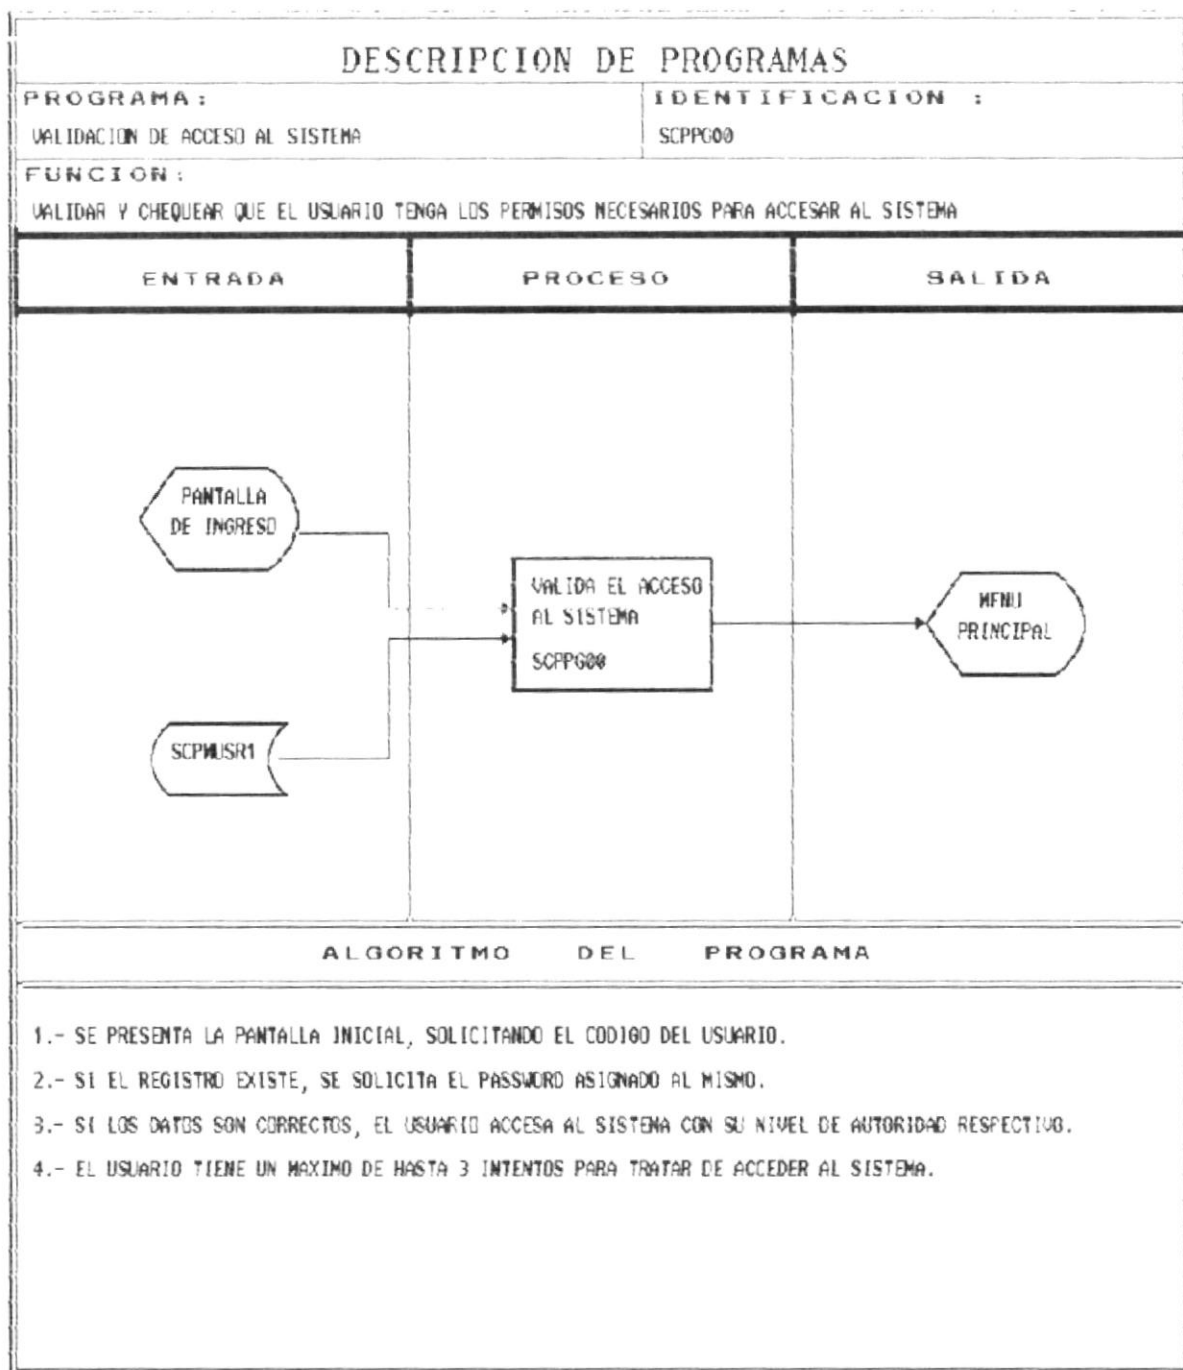 DESCRIPCION DE PROGRAMAS
PROGRAMA:
IDENTIFICACION :
VALIDACION DE ACCESO AL SISTEMA
SCPPG00
FUNCION:
VALIDAR Y CHEQUEAR QUE EL USUARIO TENGA LOS PERMISOS NECESARIOS PARA ACCESAR AL SISTEMA
ENTRADA
PROCESO
SALIDA
PANTALLA
DE INGRESO
VALIDA EL ACCESO
AL SISTEMA
SCPPG00
MENU
PRINCIPAL
SCPMUSR1
ALGORITMO DEL PROGRAMA
1.- SE PRESENTA LA PANTALLA INICIAL, SOLICITANDO EL CODIGO DEL USUARIO.
2.- SI EL REGISTRO EXISTE, SE SOLICITA EL PASSWORD ASIGNADO AL MISMO.
3.- SI LOS DATOS SON CORRECTOS, EL USUARIO ACCESA AL SISTEMA CON SU NIVEL DE AUTORIDAD RESPECTIVO.
4.- EL USUARIO TIENE UN MAXIMO DE HASTA 3 INTENTOS PARA TRATAR DE ACCEDER AL SISTEMA.